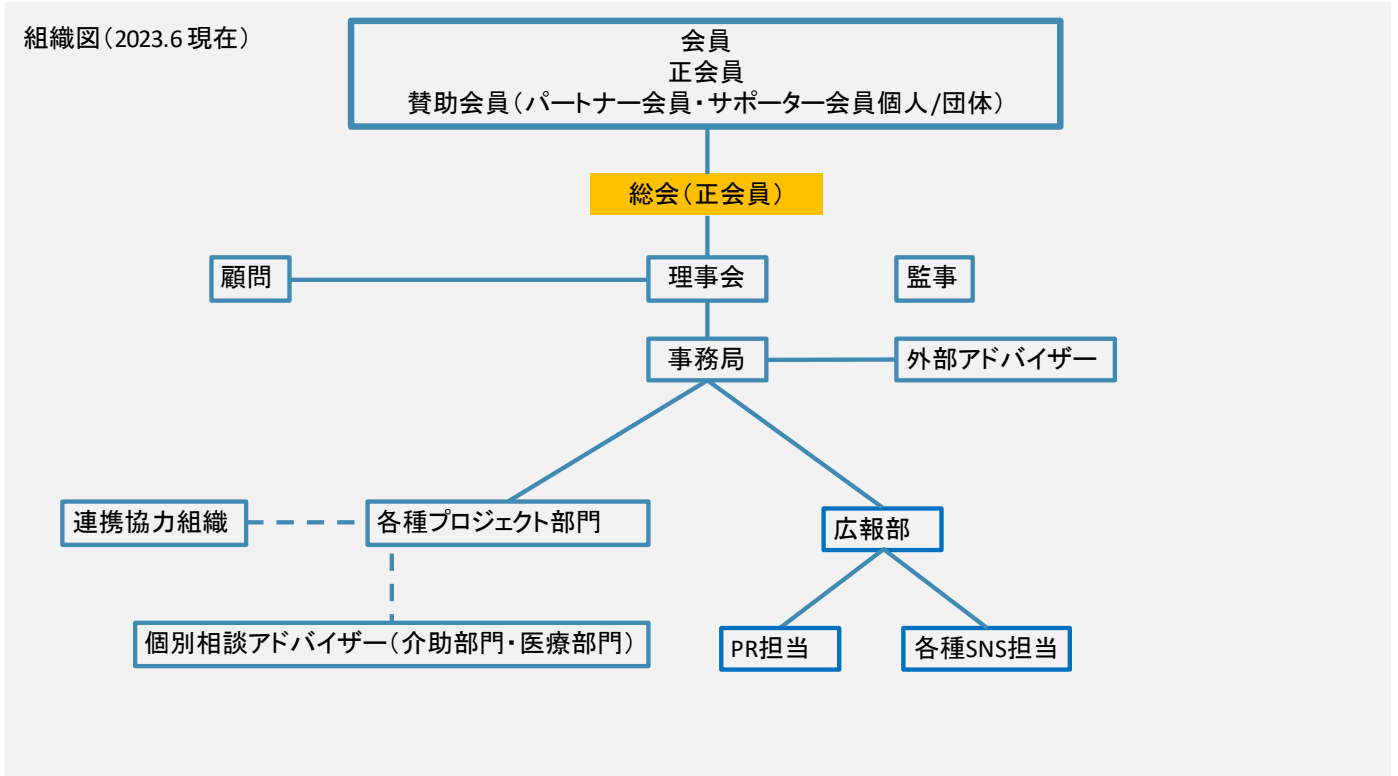 組織図(2023.6 現在)
会員
正会員
賛助会員(パートナー会員・サポーター会員個人/団体)
総会(正会員)
顧問
理事会
監事
事務局
外部アドバイザー
連携協力組織
各種プロジェクト部門
広報部
個別相談アドバイザー(介助部門・医療部門)
PR担当
各種SNS担当